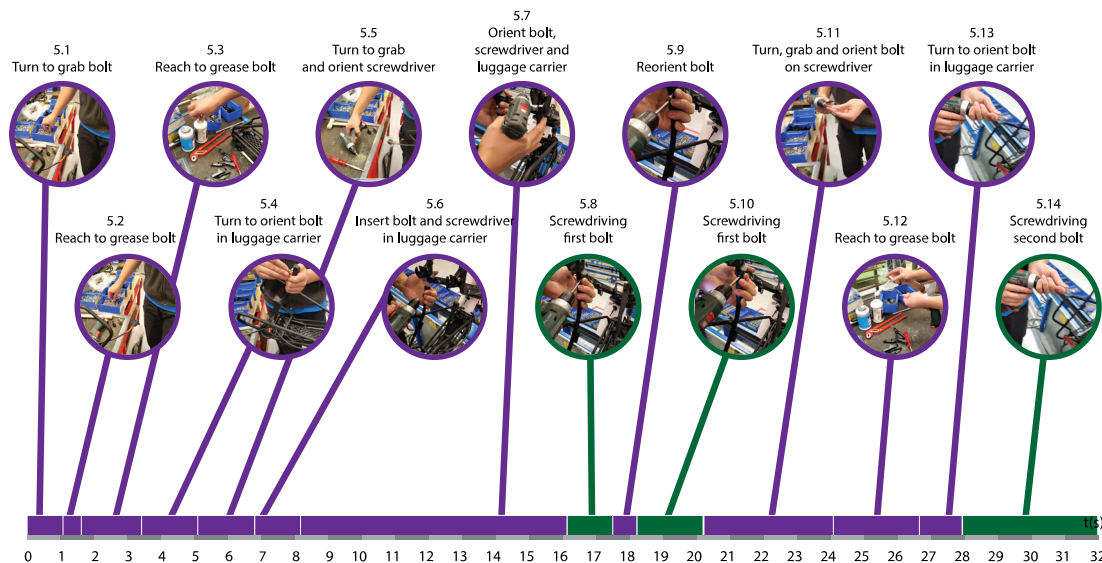 5.1
Turn to grab bolt
5.3
Reach to grease bolt
5.5
Turn to grab
and orient screwdriver
5.7
Orient bolt,
screwdriver and
luggage carrier
5.9
Reorient bolt
5.11
Turn, grab and orient bolt
on screwdriver
5.13
Turn to orient bolt
in luggage carrier
5.2
Reach to grease bolt
5.4
Turn to orient bolt
in luggage carrier
5.6
Insert bolt and screwdriver
in luggage carrier
5.8
Screwdriving
first bolt
5.10
Screwdriving
first bolt
5.12
Reach to grease bolt
5.14
Screwdriving
second bolt
t(s)
0 1 2 3 4 5 6 7 8 9 10 11 12 13 14 15 16 17 18 19 20 21 22 23 24 25 26 27 28 29 30 31 32